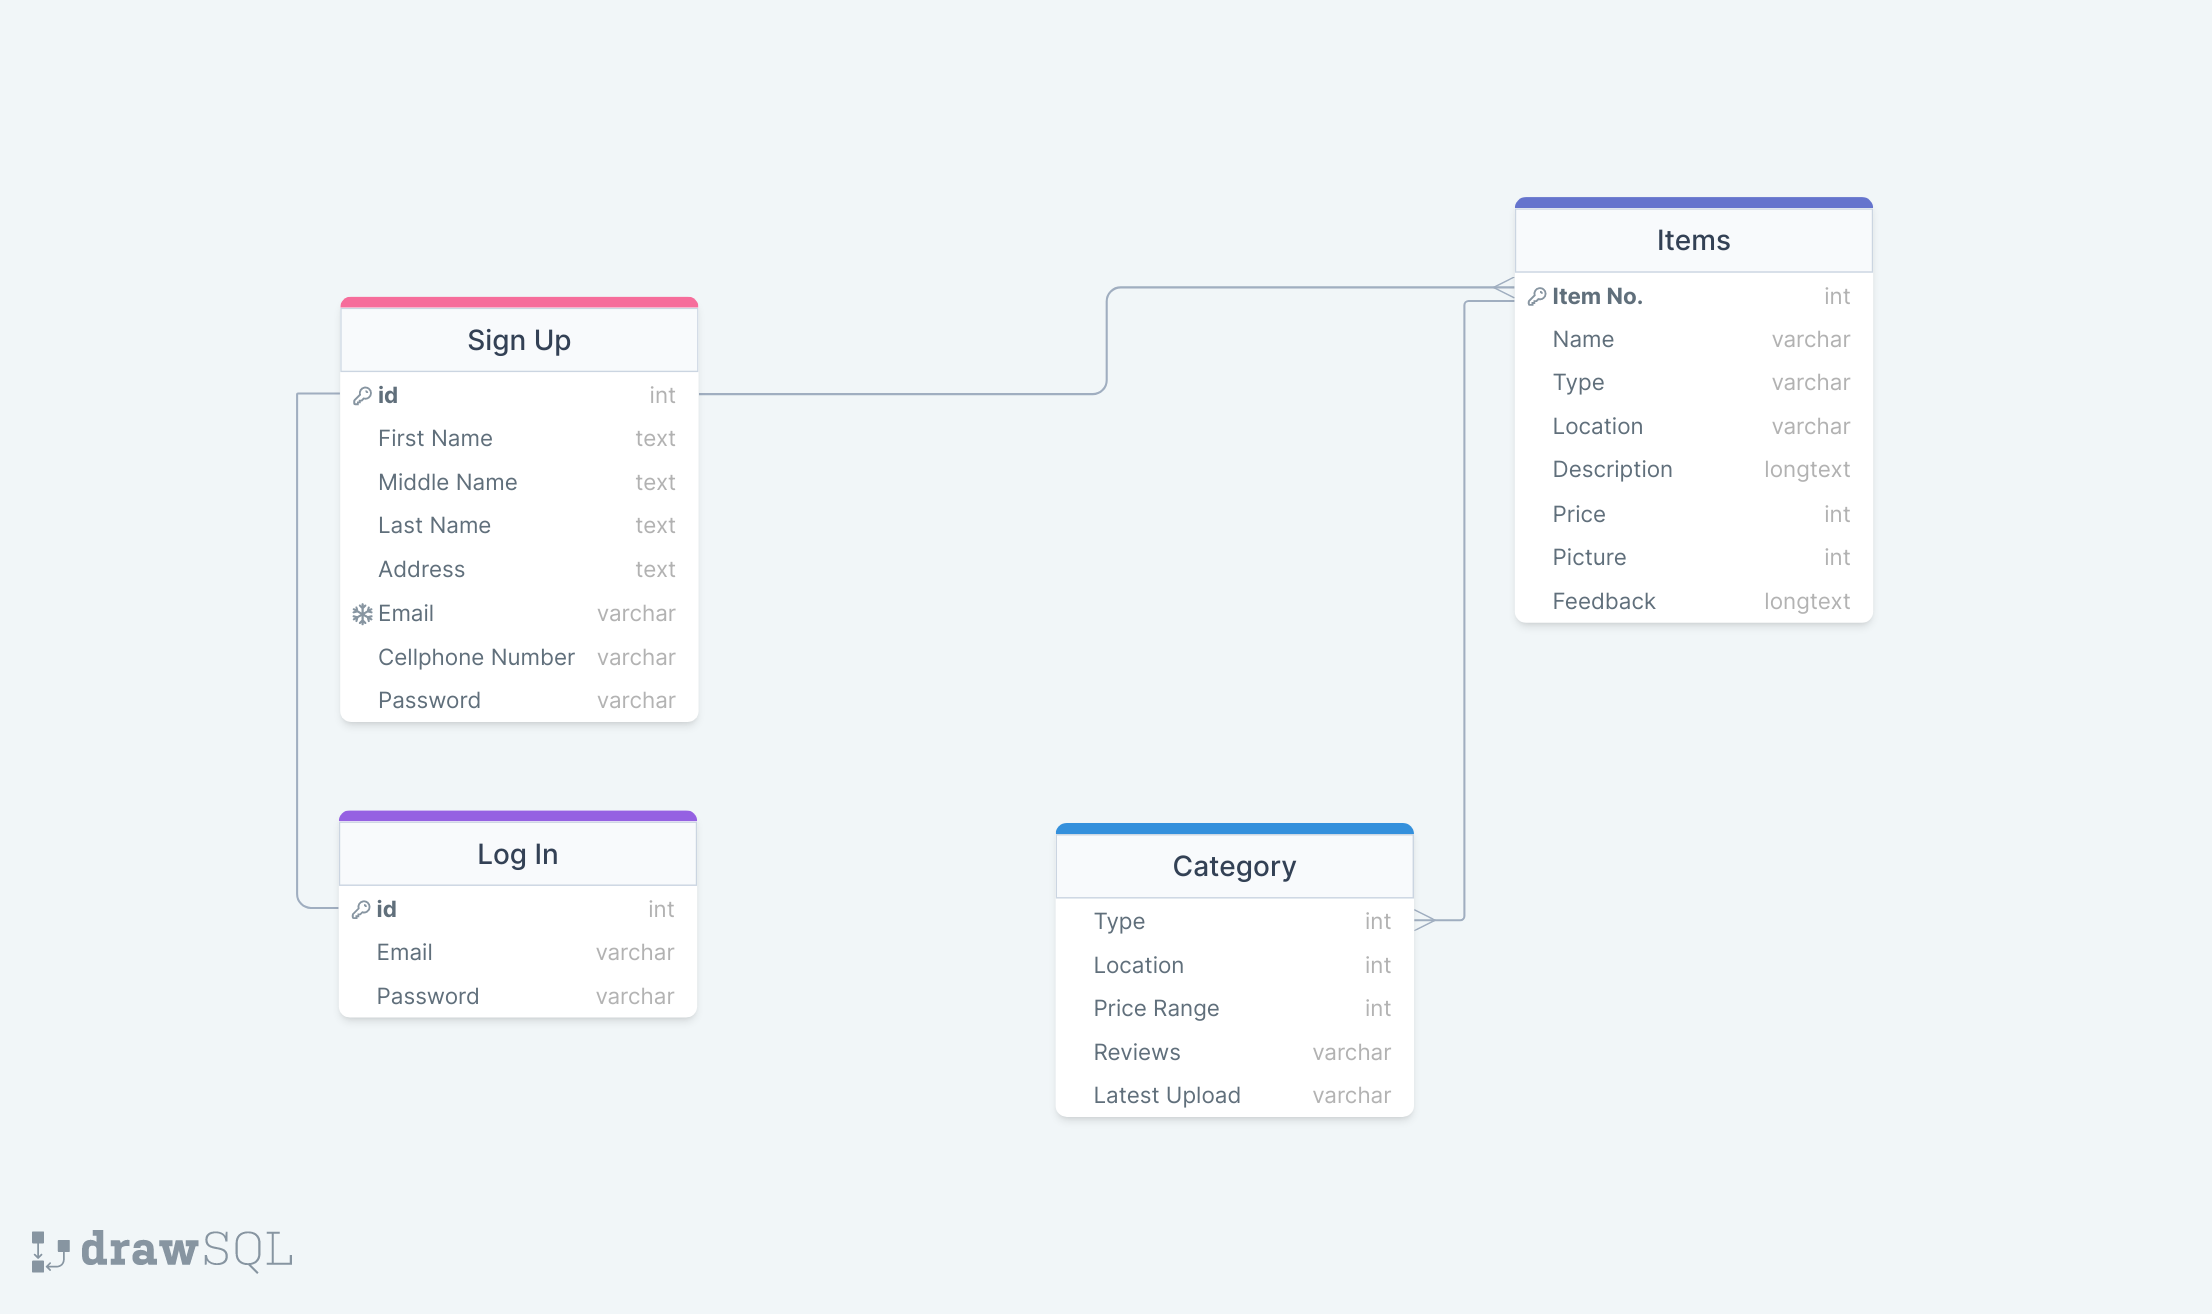 Sign Up
id int
First Name text
Middle Name text
Last Name text
Address text
Email varchar
Cellphone Number varchar
Password varchar
Log In
id int
Email varchar
Password varchar
Items
Item No. int
Name varchar
Type varchar
Location varchar
Description longtext
Price int
Picture int
Feedback longtext
Category
Type int
Location int
Price Range int
Reviews varchar
Latest Upload varchar
drawSQL